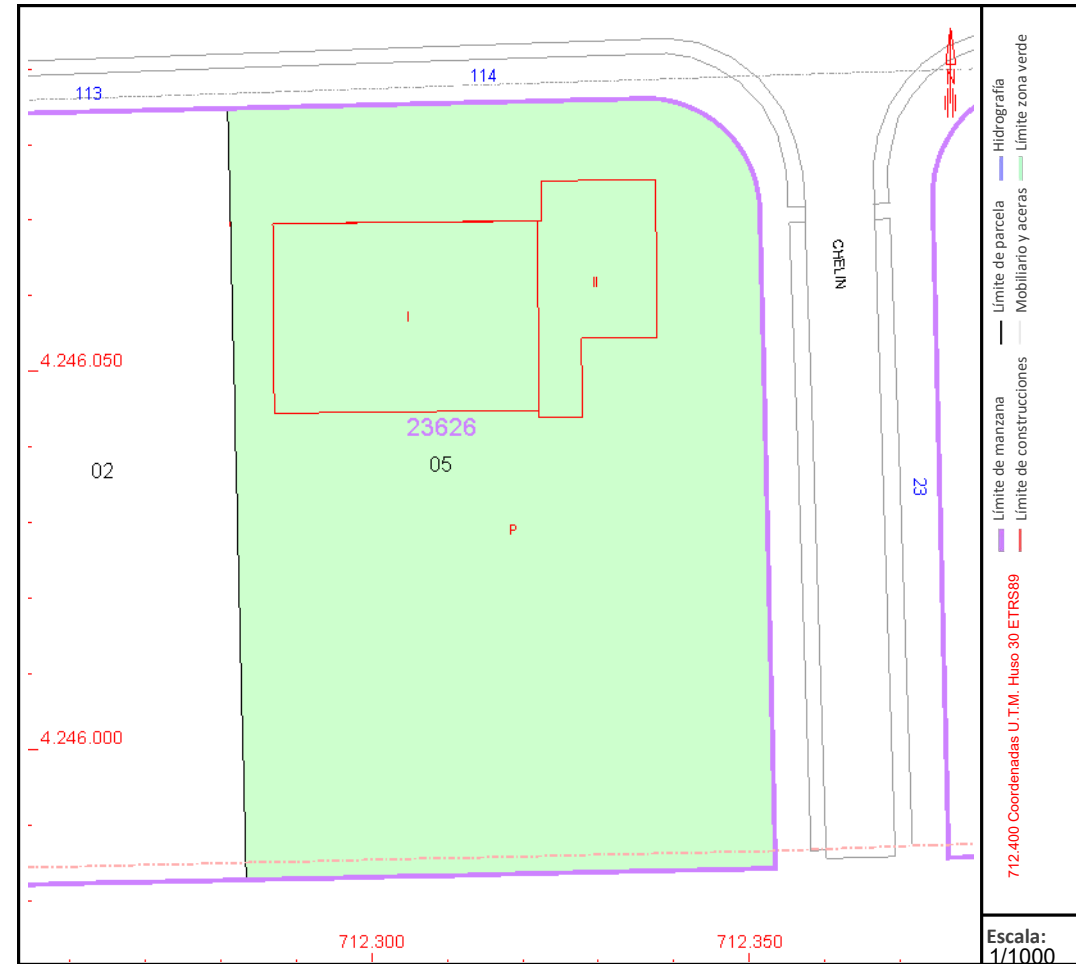 113
114
N
CHELIN
II
I
4.246.050
23626
02
05
23
P
4.246.000
712.300
712.350
Límite de manzana
Límite de parcela
Hidrografía
Límite de construcciones
Mobiliario y aceras
Límite zona verde
712.400 Coordenadas U.T.M. Huso 30 ETRS89
Escala:
1/1000